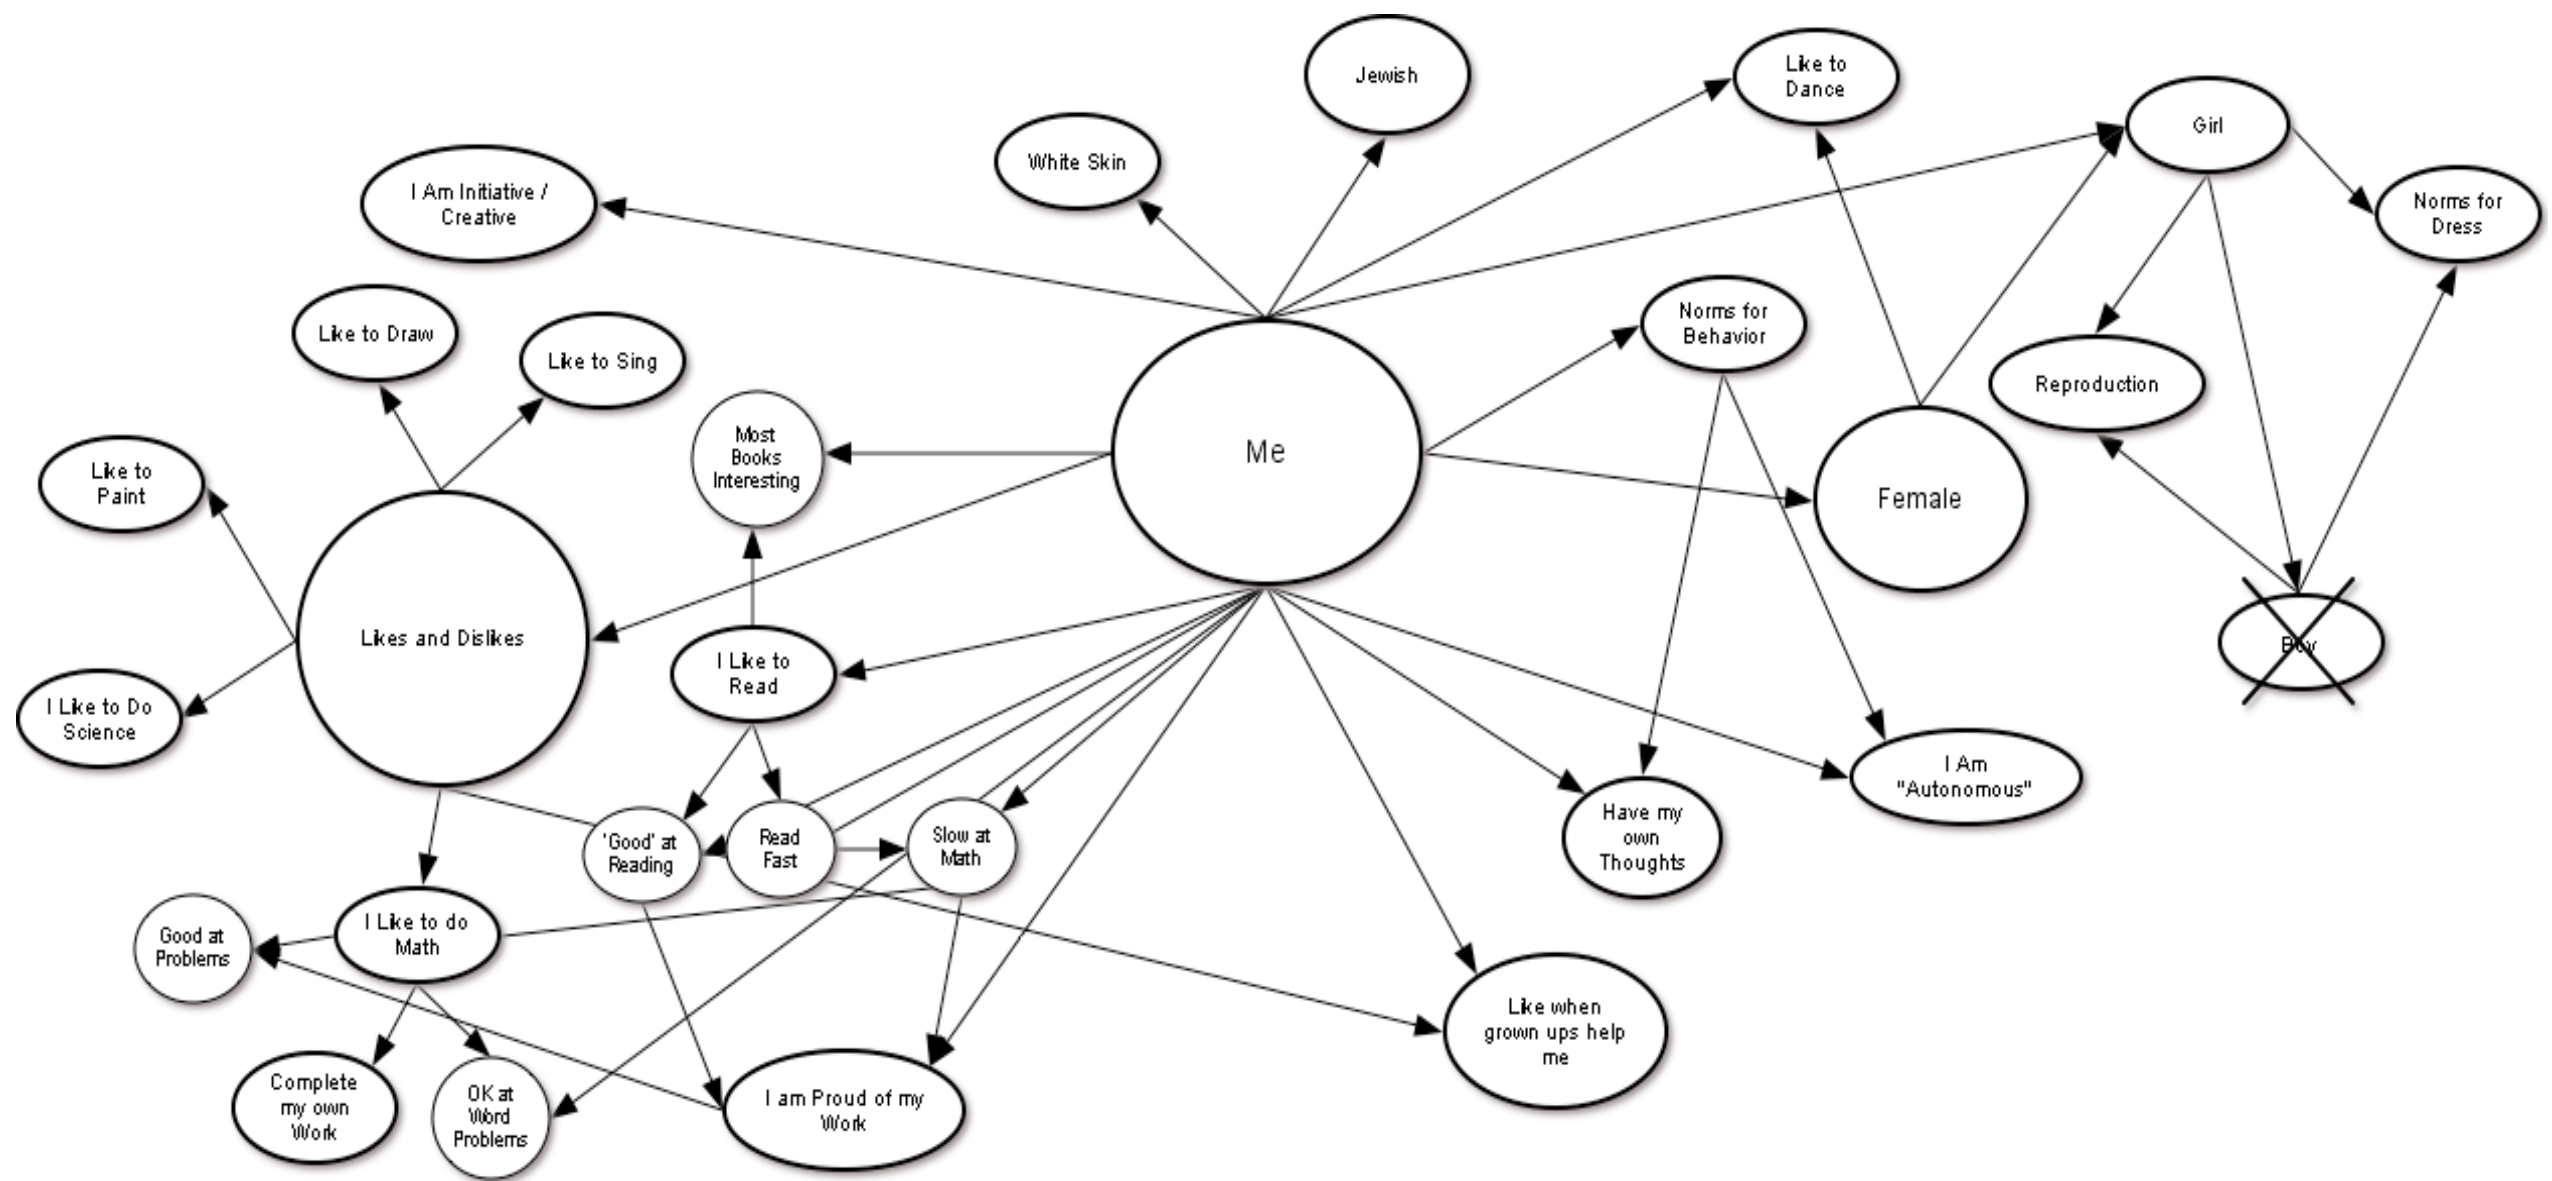 Jewish
Like to
Dance
Girl
White Skin
I Am Initiative /
Creative
Norms for
Dress
Like to Draw
Like to Sing
Norms for
Behavior
Reproduction
Most
Books
Interesting
Me
Like to
Paint
Female
Likes and Dislikes
Boy
I Like to
Read
I Like to Do
Science
I Am
"Autonomous"
'Good' at
Reading
Read
Fast
Slow at
Math
Have my
own
Thoughts
Good at
Problems
I Like to do
Math
Like when
grown ups help
me
Complete
my own
Work
OK at
Word
Problems
I am Proud of my
Work